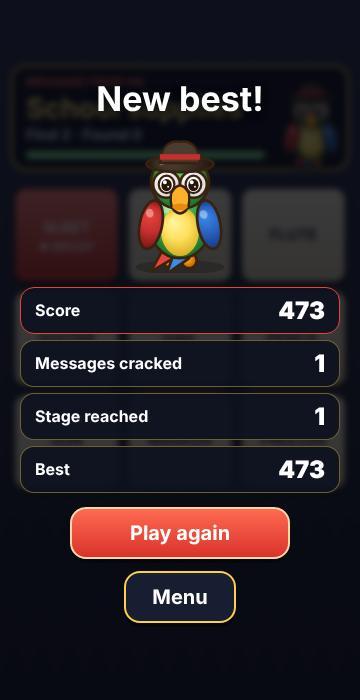 New best!
Score 473
Messages cracked 1
Stage reached 1
Best 473
Play again
Menu